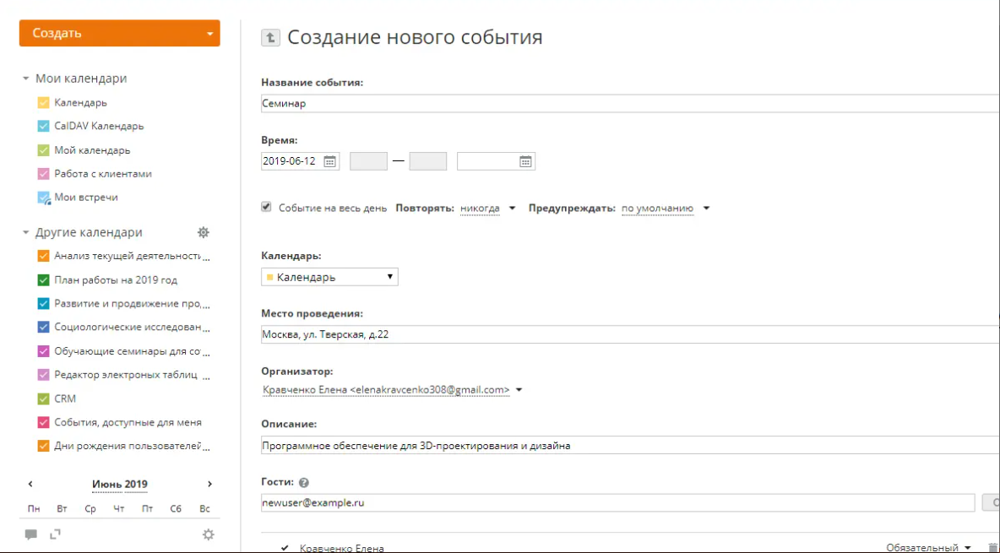 Создать
Мои календари
Календарь
CalDAV Календарь
Мой календарь
Работа с клиентами
Мои встречи
Другие календари
Анализ текущей деятельности...
План работы на 2019 год
Развитие и продвижение про...
Социологические исследован...
Обучающие семинары для со...
Редактор электроных таблиц ...
CRM
События, доступные для меня
Дни рождения пользователей...
Июнь 2019
Пн Вт Ср Чт Пт Сб Вс
Создание нового события
Название события:
Семинар
Время:
2019-06-12 —
Событие на весь день Повторять: никогда Предупреждать: по умолчанию
Календарь:
Календарь
Место проведения:
Москва, ул. Тверская, д.22
Организатор:
Кравченко Елена <elenakravcenko308@gmail.com>
Описание:
Программное обеспечение для 3D-проектирования и дизайна
Гости: ?
newuser@example.ru
Кравченко Елена Обязательный